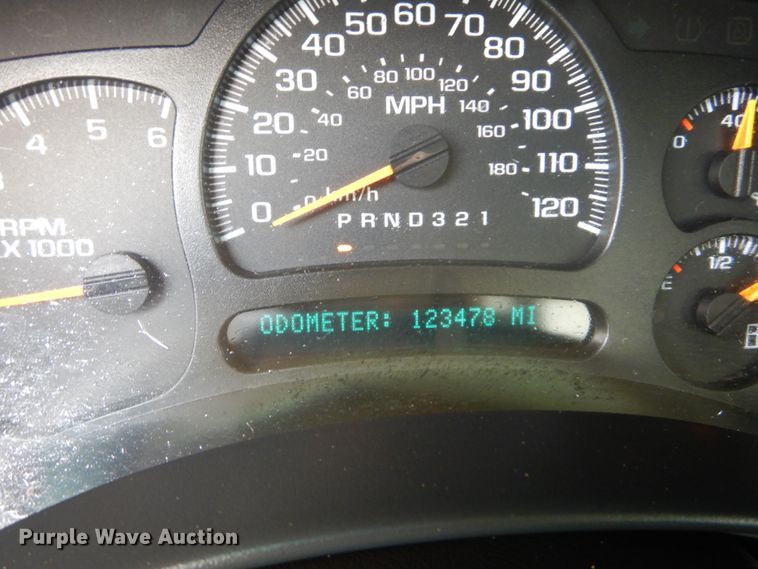 60
50 70
40 80
30 90
20 100
10 110
0 120
80 100 120
60 140
40 160
20 180
0 km/h
MPH
PRND321
4 5 6
RPM
X 1000
0 40
E 1/2
ODOMETER: 123478 MI
Purple Wave Auction